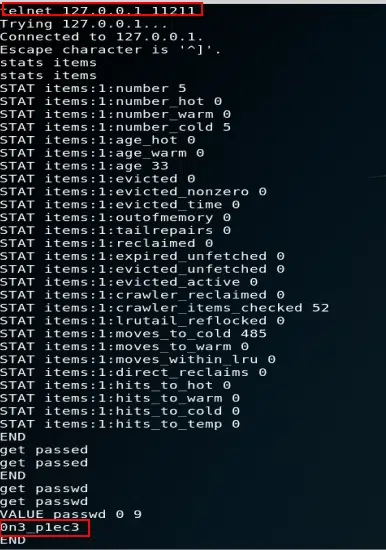 telnet 127.0.0.1 11211
Trying 127.0.0.1...
Connected to 127.0.0.1.
Escape character is '^]'.
stats items
stats items
STAT items:1:number 5
STAT items:1:number_hot 0
STAT items:1:number_warm 0
STAT items:1:number_cold 5
STAT items:1:age_hot 0
STAT items:1:age_warm 0
STAT items:1:age 33
STAT items:1:evicted 0
STAT items:1:evicted_nonzero 0
STAT items:1:evicted_time 0
STAT items:1:outofmemory 0
STAT items:1:tailrepairs 0
STAT items:1:reclaimed 0
STAT items:1:expired_unfetched 0
STAT items:1:evicted_unfetched 0
STAT items:1:evicted_active 0
STAT items:1:crawler_reclaimed 0
STAT items:1:crawler_items_checked 52
STAT items:1:lrutail_reflocked 0
STAT items:1:moves_to_cold 485
STAT items:1:moves_to_warm 0
STAT items:1:moves_within_lru 0
STAT items:1:direct_reclaims 0
STAT items:1:hits_to_hot 0
STAT items:1:hits_to_warm 0
STAT items:1:hits_to_cold 0
STAT items:1:hits_to_temp 0
END
get passed
get passed
END
get passwd
get passwd
VALUE passwd 0 9
0n3_p1ec3
END